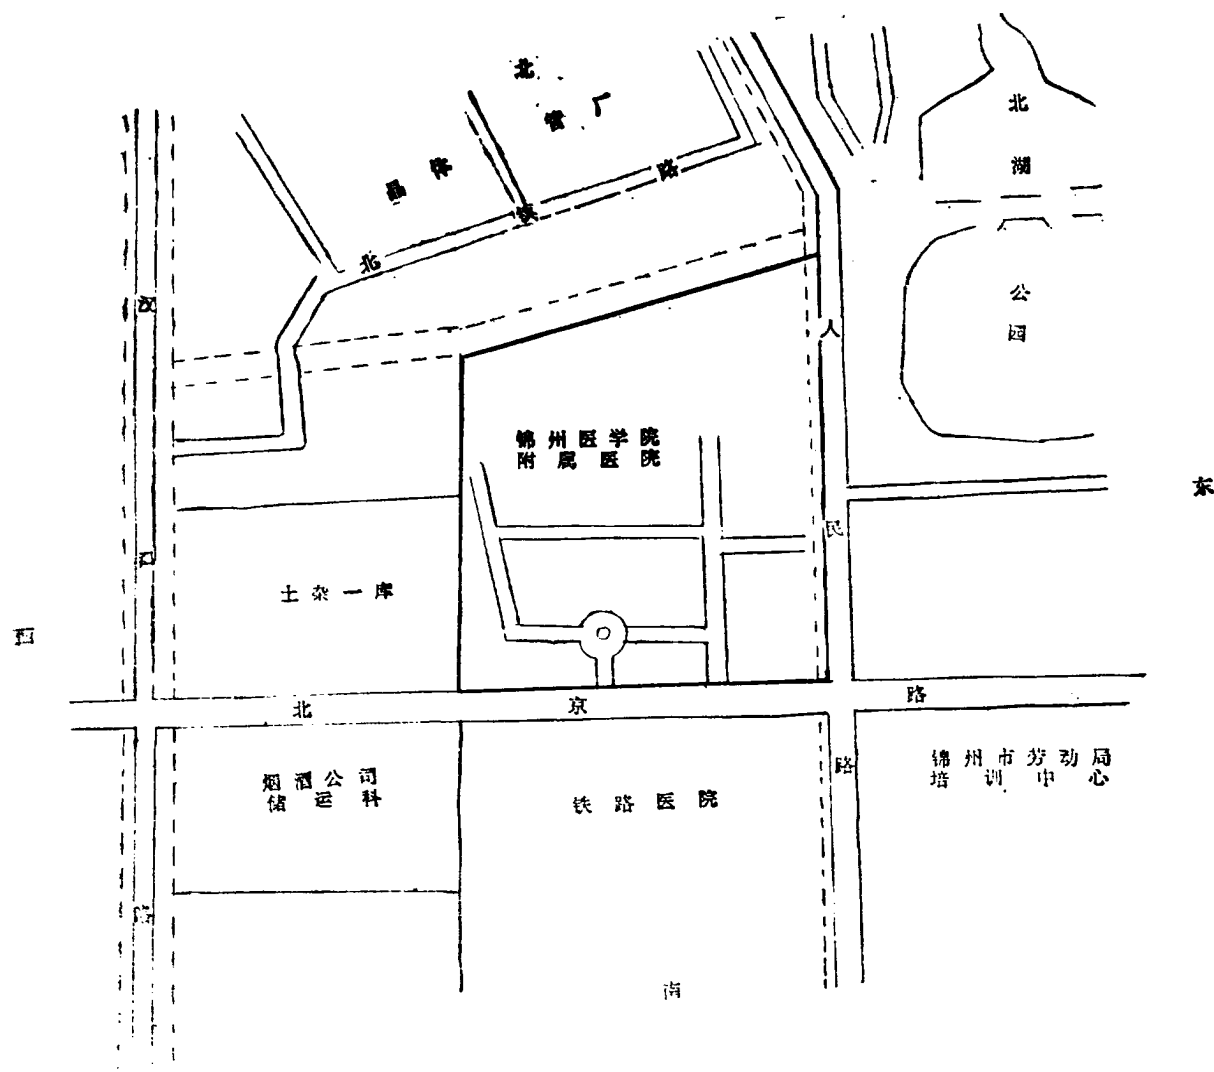 北
晶体管厂
北铁路
北湖公园
汉口路
人民路
锦州医学院
附属医院
东
土杂一库
西
北京路
烟酒公司
储运科
铁路医院
锦州市劳动局
培训中心
南